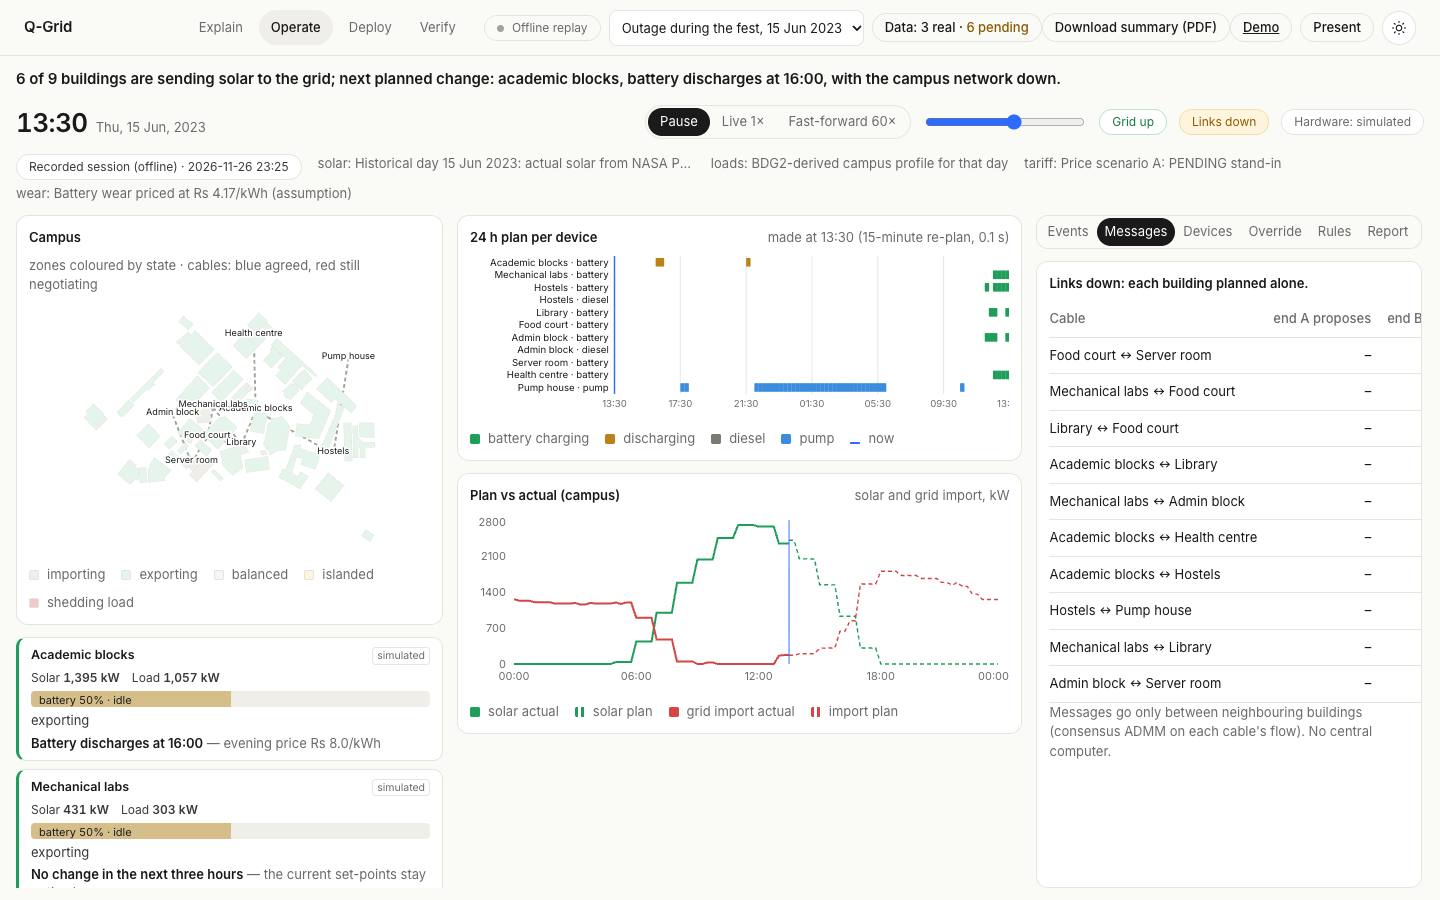 Q-Grid
Explain
Operate
Deploy
Verify
Offline replay
Outage during the fest, 15 Jun 2023
Data: 3 real · 6 pending
Download summary (PDF)
Demo
Present
6 of 9 buildings are sending solar to the grid; next planned change: academic blocks, battery discharges at 16:00, with the campus network down.
13:30 Thu, 15 Jun, 2023
Pause
Live 1×
Fast-forward 60×
Grid up
Links down
Hardware: simulated
Recorded session (offline) · 2026-11-26 23:25
solar: Historical day 15 Jun 2023: actual solar from NASA P...
loads: BDG2-derived campus profile for that day
tariff: Price scenario A: PENDING stand-in
wear: Battery wear priced at Rs 4.17/kWh (assumption)
Campus
zones coloured by state · cables: blue agreed, red still
negotiating
Health centre
Pump house
Mechanical labs
Admin block
Academic blocks
Food court
Library
Hostels
Server room
importing
exporting
balanced
islanded
shedding load
Academic blocks
simulated
Solar 1,395 kW Load 1,057 kW
battery 50% · idle
exporting
Battery discharges at 16:00 — evening price Rs 8.0/kWh
Mechanical labs
simulated
Solar 431 kW Load 303 kW
battery 50% · idle
exporting
No change in the next three hours — the current set-points stay
24 h plan per device
made at 13:30 (15-minute re-plan, 0.1 s)
Academic blocks · battery
Mechanical labs · battery
Hostels · battery
Hostels · diesel
Library · battery
Food court · battery
Admin block · battery
Admin block · diesel
Server room · battery
Health centre · battery
Pump house · pump
13:30
17:30
21:30
01:30
05:30
09:30
13:
battery charging
discharging
diesel
pump
now
Plan vs actual (campus)
solar and grid import, kW
2800
2100
1400
700
0
00:00
06:00
12:00
18:00
00:00
solar actual
solar plan
grid import actual
import plan
Events
Messages
Devices
Override
Rules
Report
Links down: each building planned alone.
Cable
end A proposes
end B
Food court ↔ Server room –
Mechanical labs ↔ Food court –
Library ↔ Food court –
Academic blocks ↔ Library –
Mechanical labs ↔ Admin block –
Academic blocks ↔ Health centre –
Academic blocks ↔ Hostels –
Hostels ↔ Pump house –
Mechanical labs ↔ Library –
Admin block ↔ Server room –
Messages go only between neighbouring buildings
(consensus ADMM on each cable's flow). No central
computer.